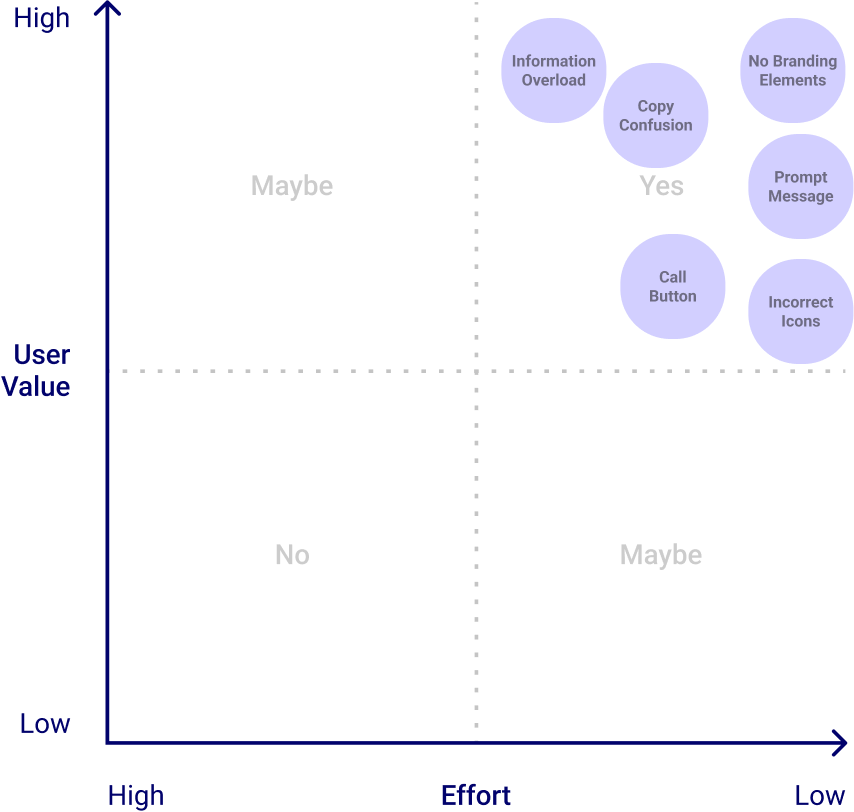 High
Information
Overload
No Branding
Elements
Copy
Confusion
Maybe
Yes
Prompt
Message
Call
Button
Incorrect
Icons
User
Value
No
Maybe
Low
High
Effort
Low